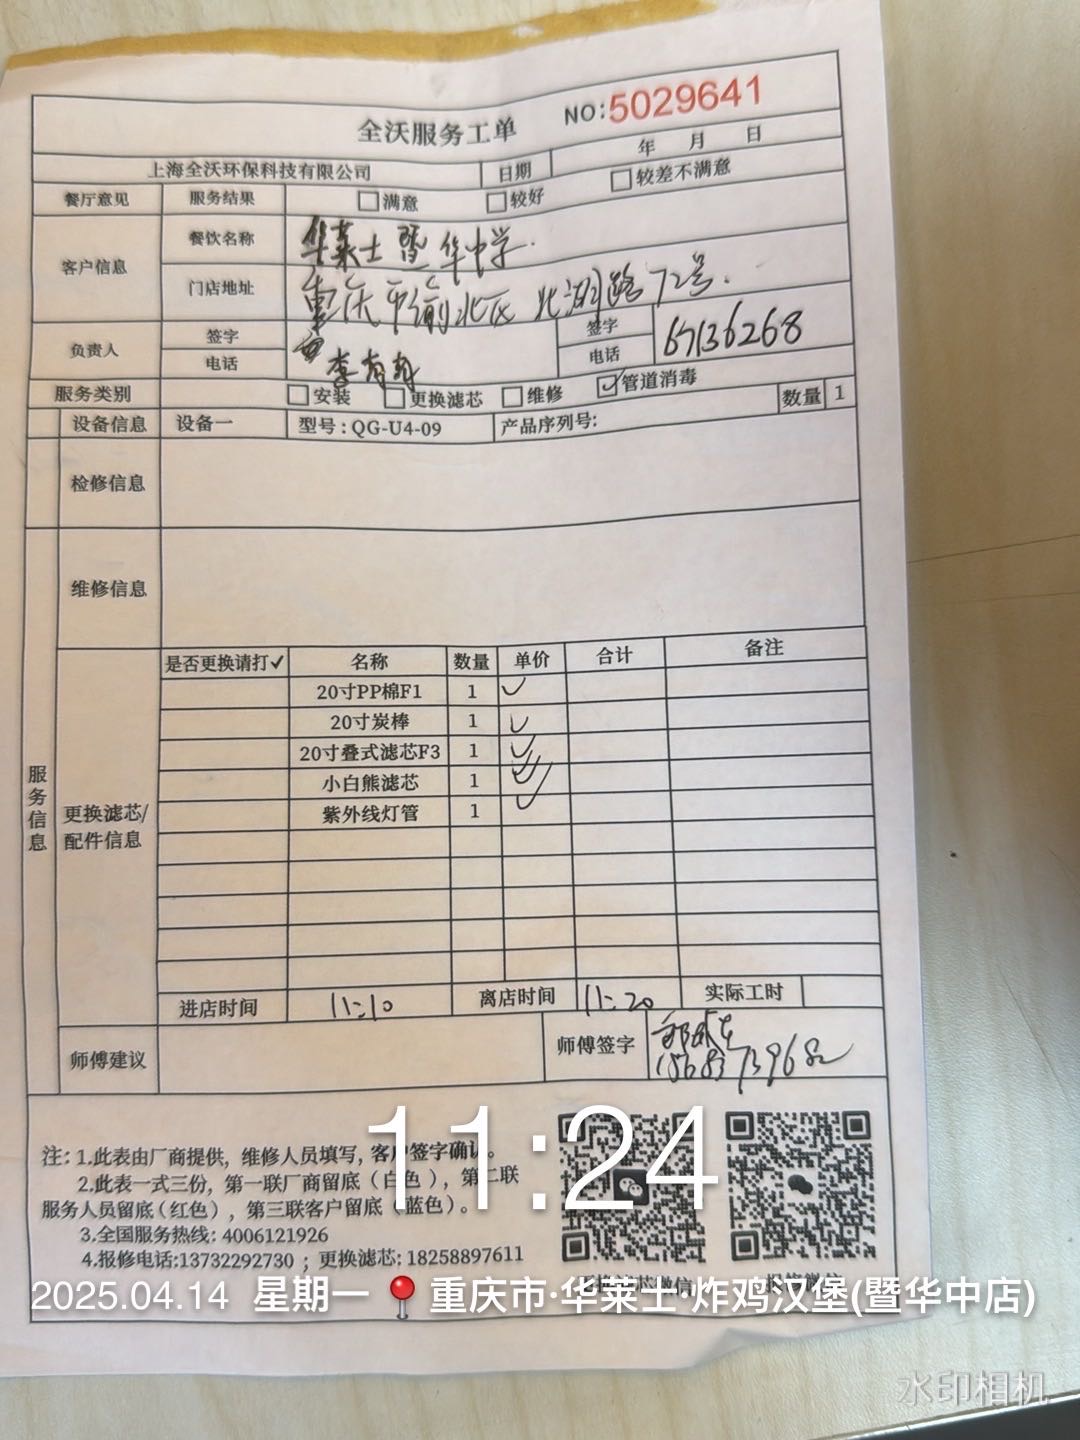 全沃服务工单 NO:5029641
上海全沃环保科技有限公司 日期 年 月 日
餐厅意见 服务结果 □满意 □较好 □较差不满意
客户信息 餐饮名称 华莱士暨华中学.
门店地址 重庆市渝北区北湖路72号.
负责人 签字 签字
电话 李 电话 67136268
服务类别 □安装 □更换滤芯 □维修 ☑管道消毒
设备信息 设备一 型号:QG-U4-09 产品序列号: 数量 1
检修信息
维修信息
服务信息
更换滤芯/配件信息
是否更换请打✓ 名称 数量 单价 合计 备注
20寸PP棉F1 1 ✓
20寸炭棒 1 ✓
20寸叠式滤芯F3 1 ✓
小白熊滤芯 1 ✓
紫外线灯管 1 ✓
进店时间 11:10 离店时间 11:20 实际工时
师傅建议 师傅签字
注: 1.此表由厂商提供, 维修人员填写, 客户签字确认。
2.此表一式三份, 第一联厂商留底(白色), 第二联
服务人员留底(红色), 第三联客户留底(蓝色)。
3.全国服务热线: 4006121926
4.报修电话:13732292730 ; 更换滤芯: 18258897611
11:24
2025.04.14 星期一 重庆市·华莱士·炸鸡汉堡(暨华中店)
水印相机